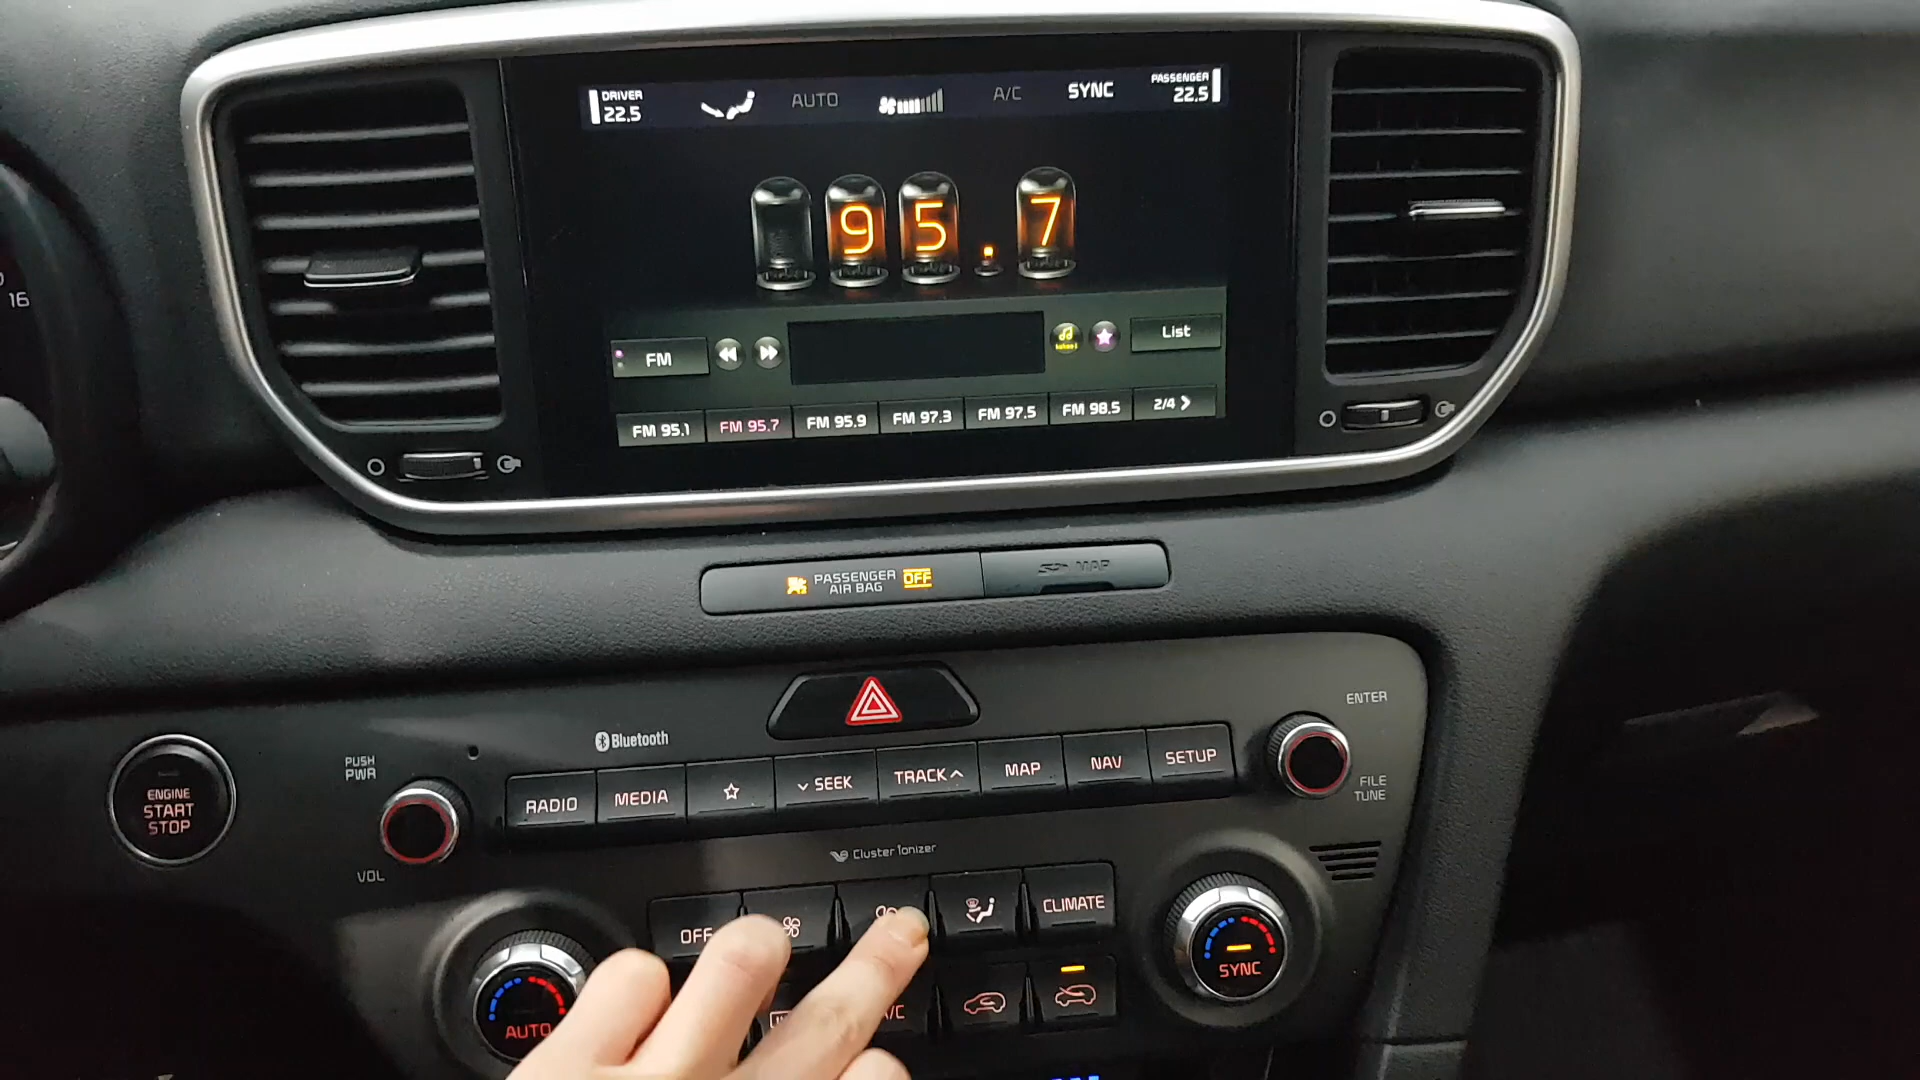 DRIVER
22.5
AUTO
A/C
SYNC
PASSENGER
22.5
95.7
FM
List
FM 95.1
FM 95.7
FM 95.9
FM 97.3
FM 97.5
FM 98.5
2/4 >
16
PASSENGER
AIR BAG
OFF
MAP
ENGINE
START
STOP
PUSH
PWR
VOL
Bluetooth
RADIO
MEDIA
SEEK
TRACK
MAP
NAV
SETUP
ENTER
FILE
TUNE
Cluster Ionizer
OFF
CLIMATE
AUTO
A/C
SYNC